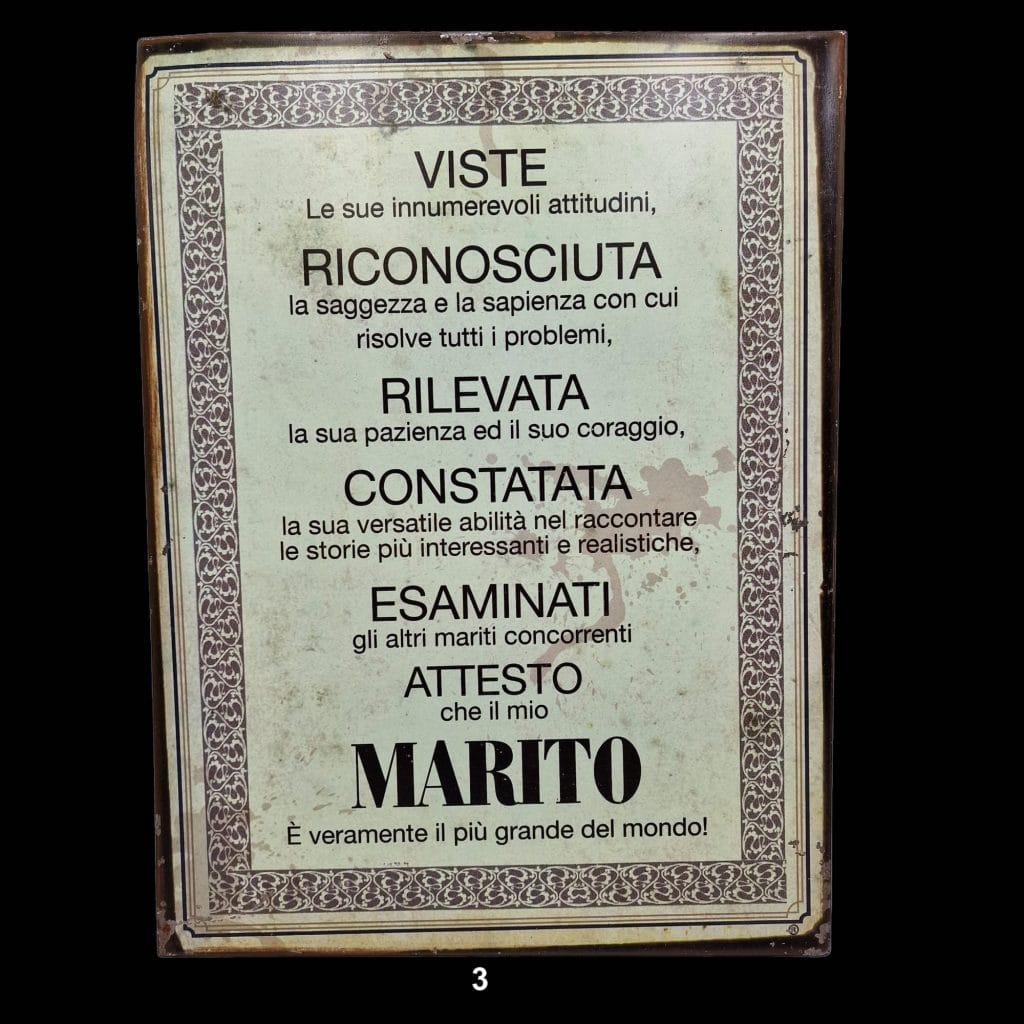 VISTE
Le sue innumerevoli attitudini,
RICONOSCIUTA
la saggezza e la sapienza con cui
risolve tutti i problemi,
RILEVATA
la sua pazienza ed il suo coraggio,
CONSTATATA
la sua versatile abilità nel raccontare
le storie più interessanti e realistiche,
ESAMINATI
gli altri mariti concorrenti
ATTESTO
che il mio
MARITO
È veramente il più grande del mondo!
®
3